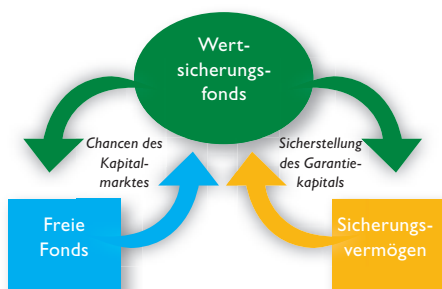 Wert-
sicherungs-
fonds
Chancen des
Kapital-
marktes
Sicherstellung
des Garantie-
kapitals
Freie
Fonds
Sicherungs-
vermögen